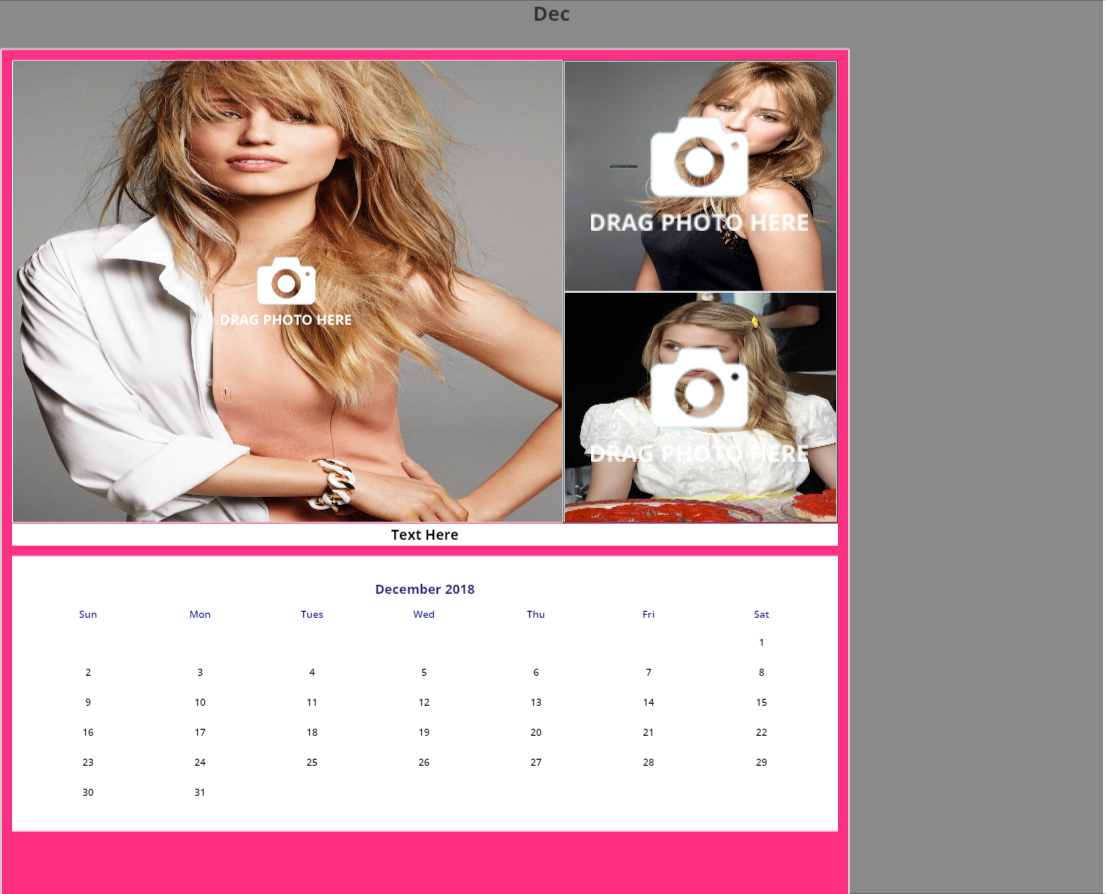 Dec
DRAG PHOTO HERE
DRAG PHOTO HERE
DRAG PHOTO HERE
Text Here
December 2018
Sun Mon Tues Wed Thu Fri Sat
1
2 3 4 5 6 7 8
9 10 11 12 13 14 15
16 17 18 19 20 21 22
23 24 25 26 27 28 29
30 31